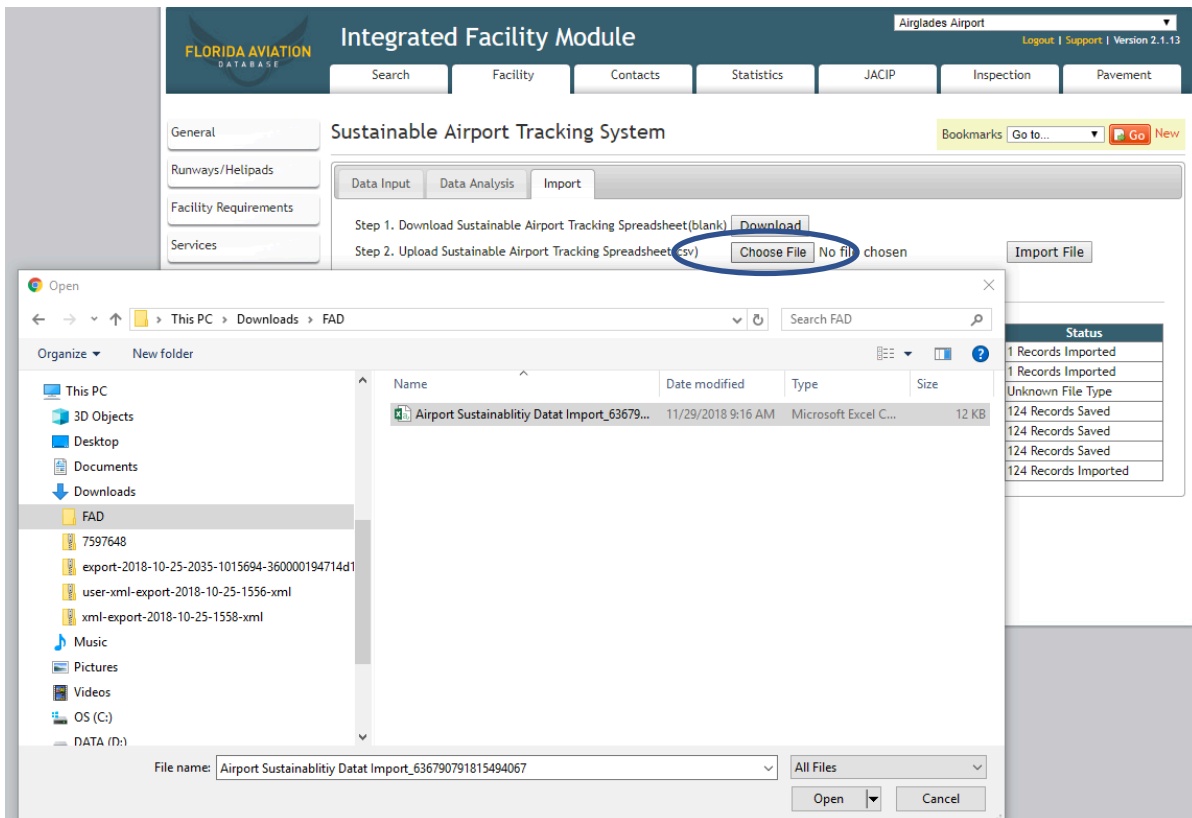 Airglades Airport
FLORIDA AVIATION
DATABASE
Integrated Facility Module
Logout | Support | Version 2.1.13
Search Facility Contacts Statistics JACIP Inspection Pavement
General
Sustainable Airport Tracking System
Bookmarks Go to... Go New
Runways/Helipads
Data Input Data Analysis Import
Facility Requirements
Step 1. Download Sustainable Airport Tracking Spreadsheet(blank) Download
Services
Step 2. Upload Sustainable Airport Tracking Spreadsheet(csv) Choose File No file chosen Import File
Open
This PC > Downloads > FAD
Search FAD
Organize New folder
Status
1 Records Imported
1 Records Imported
Unknown File Type
124 Records Saved
124 Records Saved
124 Records Saved
124 Records Imported
Name Date modified Type Size
Airport Sustainablitiy Datat Import_63679... 11/29/2018 9:16 AM Microsoft Excel C... 12 KB
This PC
3D Objects
Desktop
Documents
Downloads
FAD
7597648
export-2018-10-25-2035-1015694-360000194714d1
user-xml-export-2018-10-25-1556-xml
xml-export-2018-10-25-1558-xml
Music
Pictures
Videos
OS (C:)
DATA (D:)
File name: Airport Sustainablitiy Datat Import_636790791815494067 All Files
Open Cancel